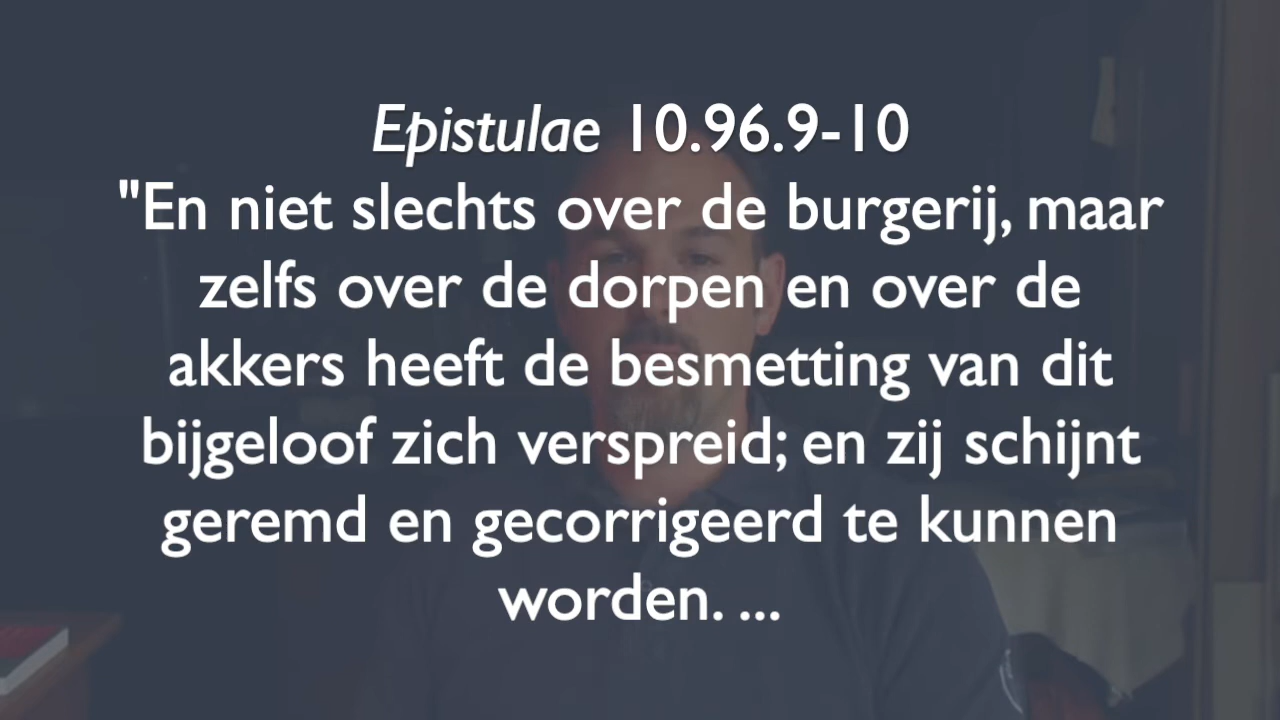 Epistulae 10.96.9-10
"En niet slechts over de burgerij, maar
zelfs over de dorpen en over de
akkers heeft de besmetting van dit
bijgeloof zich verspreid; en zij schijnt
geremd en gecorrigeerd te kunnen
worden. ...